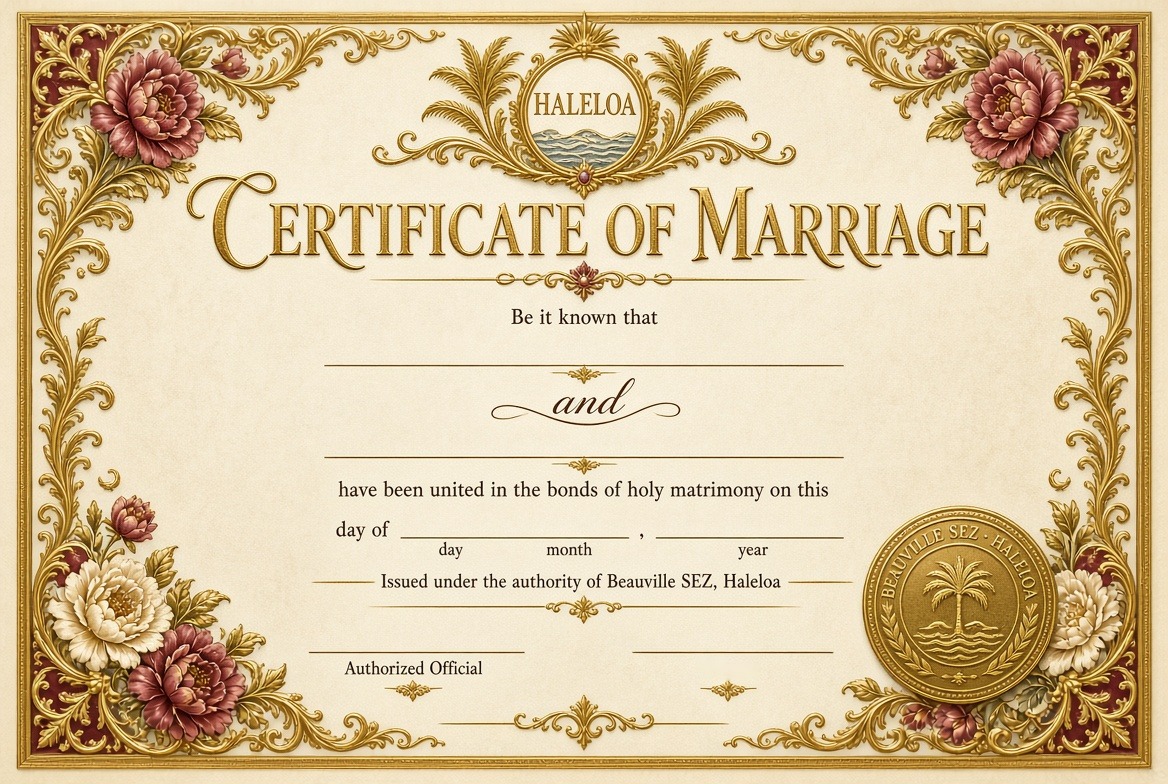 HALELOA
CERTIFICATE OF MARRIAGE
Be it known that
and
have been united in the bonds of holy matrimony on this
day of ,
day month year
Issued under the authority of Beauville SEZ, Haleloa
BEAUVILLE SEZ · HALELOA
Authorized Official